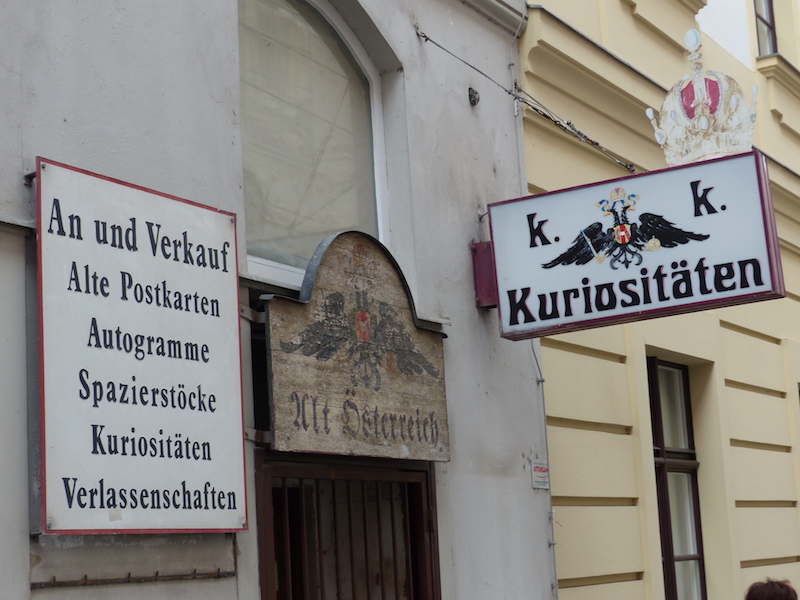 An und Verkauf
Alte Postkarten
Autogramme
Spazierstöcke
Kuriositäten
Verlassenschaften
Alt Österreich
k. k.
Kuriositäten